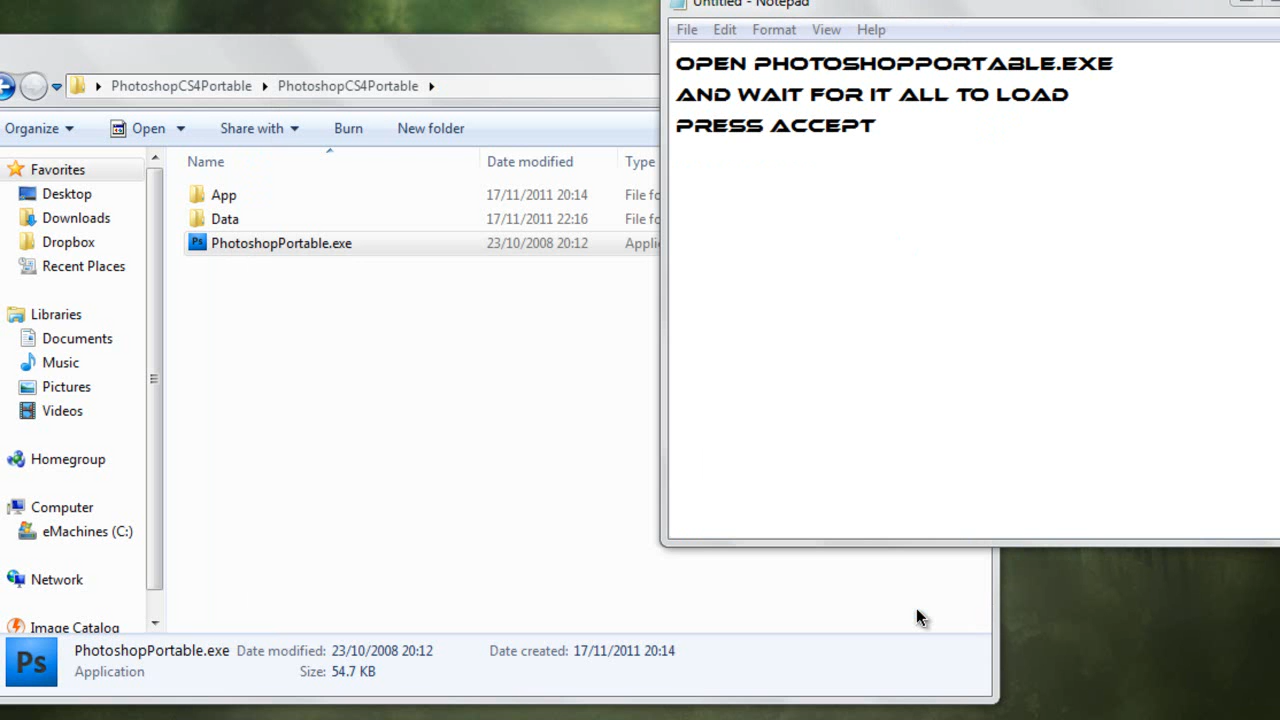 Untitled - Notepad
File Edit Format View Help
OPEN PHOTOSHOPPORTABLE.EXE
AND WAIT FOR IT ALL TO LOAD
PRESS ACCEPT
PhotoshopCS4Portable PhotoshopCS4Portable
Organize Open Share with Burn New folder
Name Date modified Type
Favorites
Desktop
Downloads
Dropbox
Recent Places
Libraries
Documents
Music
Pictures
Videos
Homegroup
Computer
eMachines (C:)
Network
Image Catalog
App 17/11/2011 20:14 File fo
Data 17/11/2011 22:16 File fo
Ps PhotoshopPortable.exe 23/10/2008 20:12 Applic
Ps
PhotoshopPortable.exe Date modified: 23/10/2008 20:12 Date created: 17/11/2011 20:14
Application Size: 54.7 KB